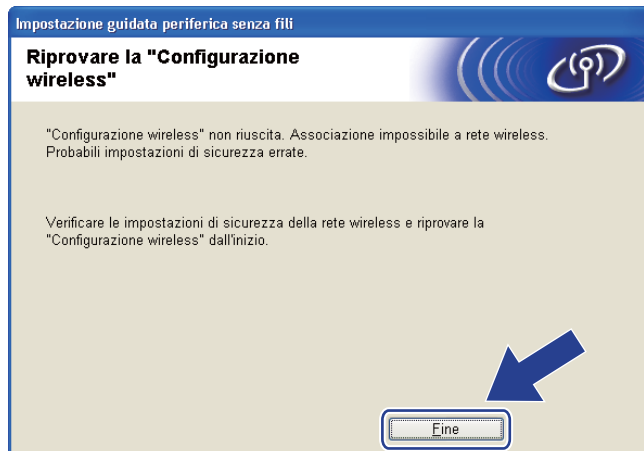 Impostazione guidata periferica senza fili
Riprovare la "Configurazione
wireless"
"Configurazione wireless" non riuscita. Associazione impossibile a rete wireless.
Probabili impostazioni di sicurezza errate.
Verificare le impostazioni di sicurezza della rete wireless e riprovare la
"Configurazione wireless" dall'inizio.
Fine